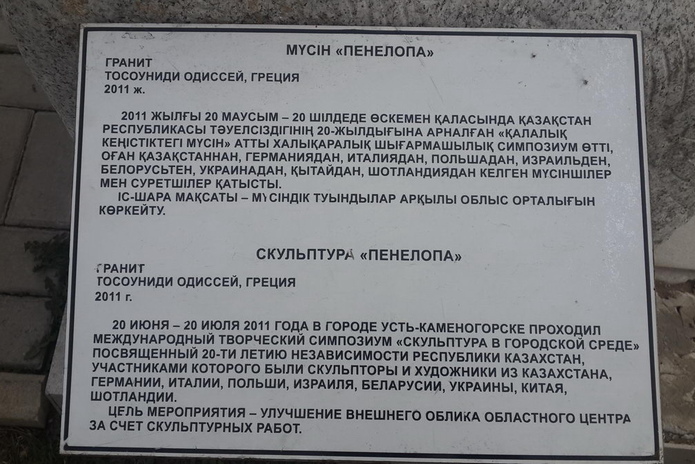 МҮСІН «ПЕНЕЛОПА»
ГРАНИТ
ТОСОУНИДИ ОДИССЕЙ, ГРЕЦИЯ
2011 ж.
2011 ЖЫЛҒЫ 20 МАУСЫМ – 20 ШІЛДЕДЕ ӨСКЕМЕН ҚАЛАСЫНДА ҚАЗАҚСТАН
РЕСПУБЛИКАСЫ ТӘУЕЛСІЗДІГІНІҢ 20-ЖЫЛДЫҒЫНА АРНАЛҒАН «ҚАЛАЛЫҚ
КЕҢІСТІКТЕГІ МҮСІН» АТТЫ ХАЛЫҚАРАЛЫҚ ШЫҒАРМАШЫЛЫҚ СИМПОЗИУМ ӨТТІ,
ОҒАН ҚАЗАҚСТАННАН, ГЕРМАНИЯДАН, ИТАЛИЯДАН, ПОЛЬШАДАН, ИЗРАИЛЬДЕН,
БЕЛОРУСЬТЕН, УКРАИНАДАН, ҚЫТАЙДАН, ШОТЛАНДИЯДАН КЕЛГЕН МҮСІНШІЛЕР
МЕН СУРЕТШІЛЕР ҚАТЫСТЫ.
ІС-ШАРА МАҚСАТЫ – МҮСІНДІК ТУЫНДЫЛАР АРҚЫЛЫ ОБЛЫС ОРТАЛЫҒЫН
КӨРКЕЙТУ.
СКУЛЬПТУРА «ПЕНЕЛОПА»
ГРАНИТ
ТОСОУНИДИ ОДИССЕЙ, ГРЕЦИЯ
2011 г.
20 ИЮНЯ – 20 ИЮЛЯ 2011 ГОДА В ГОРОДЕ УСТЬ-КАМЕНОГОРСКЕ ПРОХОДИЛ
МЕЖДУНАРОДНЫЙ ТВОРЧЕСКИЙ СИМПОЗИУМ «СКУЛЬПТУРА В ГОРОДСКОЙ СРЕДЕ»
ПОСВЯЩЕННЫЙ 20-ТИ ЛЕТИЮ НЕЗАВИСИМОСТИ РЕСПУБЛИКИ КАЗАХСТАН,
УЧАСТНИКАМИ КОТОРОГО БЫЛИ СКУЛЬПТОРЫ И ХУДОЖНИКИ ИЗ КАЗАХСТАНА,
ГЕРМАНИИ, ИТАЛИИ, ПОЛЬШИ, ИЗРАИЛЯ, БЕЛАРУСИИ, УКРАИНЫ, КИТАЯ,
ШОТЛАНДИИ.
ЦЕЛЬ МЕРОПРИЯТИЯ – УЛУЧШЕНИЕ ВНЕШНЕГО ОБЛИКА ОБЛАСТНОГО ЦЕНТРА
ЗА СЧЕТ СКУЛЬПТУРНЫХ РАБОТ.